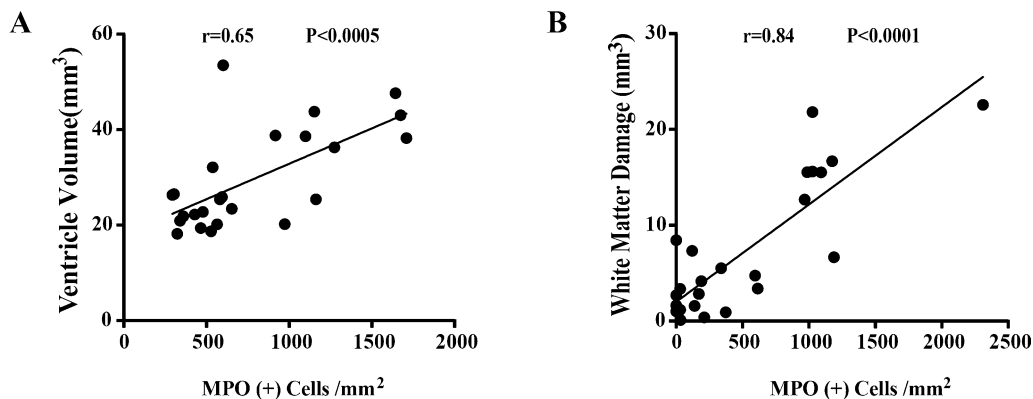 A
r=0.65 P<0.0005
Ventricle Volume(mm³)
60
40
20
0
0 500 1000 1500 2000
MPO (+) Cells /mm²
B
r=0.84 P<0.0001
White Matter Damage (mm⁻³)
30
20
10
0
0 500 1000 1500 2000 2500
MPO (+) Cells /mm²